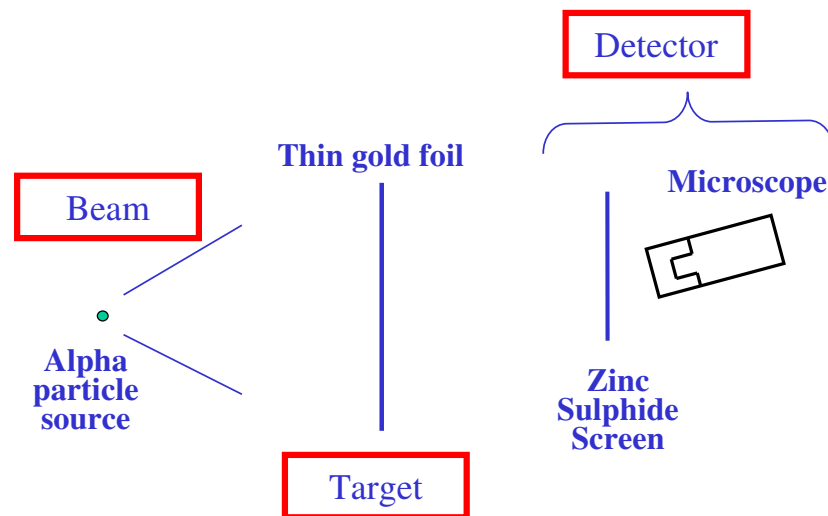 Detector
Thin gold foil
Microscope
Beam
Alpha
particle
source
Zinc
Sulphide
Screen
Target